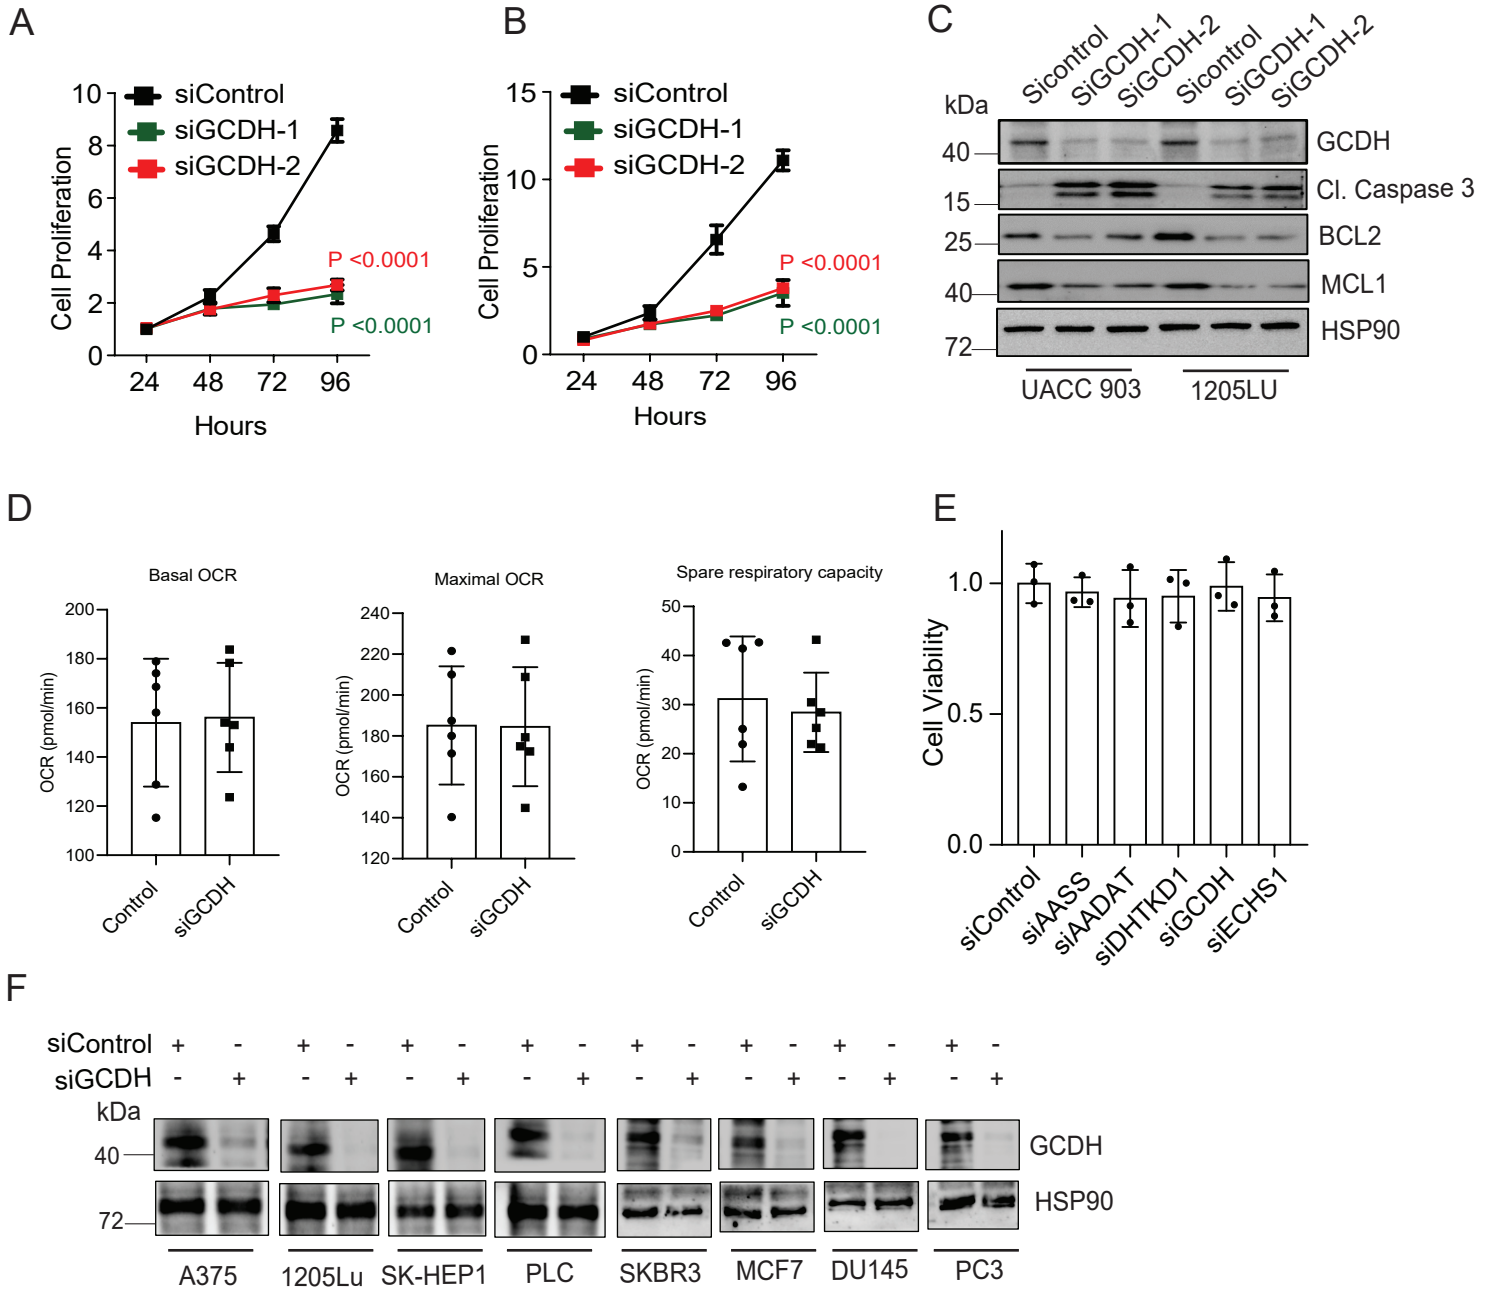 A
10
8
6
4
2
0
Cell Proliferation
siControl
siGCDH-1
siGCDH-2
P <0.0001
P <0.0001
24 48 72 96
Hours
B
15
10
5
0
Cell Proliferation
siControl
siGCDH-1
siGCDH-2
P <0.0001
P <0.0001
24 48 72 96
Hours
C
Sicontrol SiGCDH-1 SiGCDH-2 Sicontrol SiGCDH-1 SiGCDH-2
kDa
40 GCDH
15 Cl. Caspase 3
25 BCL2
40 MCL1
72 HSP90
UACC 903 1205LU
D
Basal OCR
OCR (pmol/min)
200
180
160
140
120
100
Control siGCDH
Maximal OCR
OCR (pmol/min)
240
220
200
180
160
140
120
Control siGCDH
Spare respiratory capacity
OCR (pmol/min)
50
40
30
20
10
0
Control siGCDH
E
Cell Viability
1.0
0.5
0.0
siControl siAASS siAADAT siDHTKD1 siGCDH siECHS1
F
siControl + - + - + - + - + - + - + - + -
siGCDH - + - + - + - + - + - + - + - +
kDa
40 GCDH
72 HSP90
A375 1205Lu SK-HEP1 PLC SKBR3 MCF7 DU145 PC3